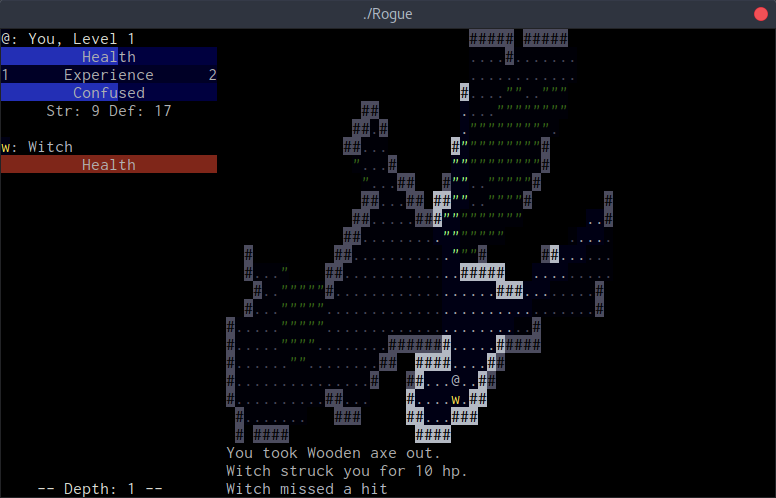 ./Rogue
@: You, Level 1
Health
1 Experience 2
Confused
Str: 9 Def: 17
w: Witch
Health
You took Wooden axe out.
Witch struck you for 10 hp.
Witch missed a hit
-- Depth: 1 --